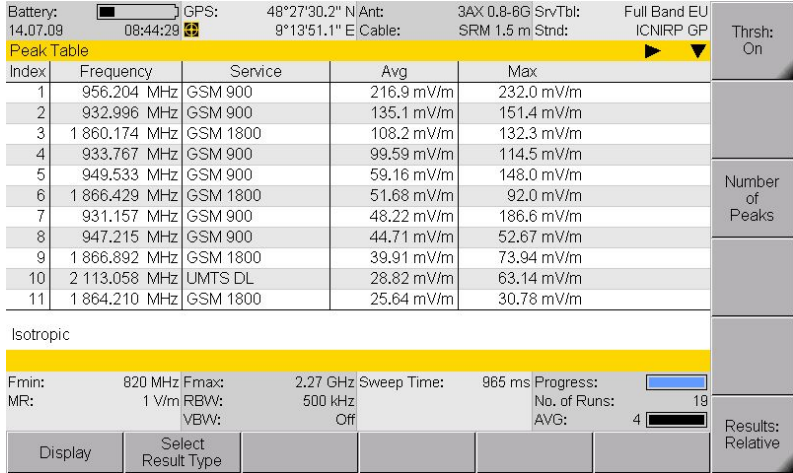 Battery: GPS: 48°27'30.2" N Ant: 3AX 0.8-6G SrvTbl: Full Band EU
14.07.09 08:44:29 9°13'51.1" E Cable: SRM 1.5 m Stnd: ICNIRP GP
Thrsh:
On
Peak Table
Index Frequency Service Avg Max
1 956.204 MHz GSM 900 216.9 mV/m 232.0 mV/m
2 932.996 MHz GSM 900 135.1 mV/m 151.4 mV/m
3 1 860.174 MHz GSM 1800 108.2 mV/m 132.3 mV/m
4 933.767 MHz GSM 900 99.59 mV/m 114.5 mV/m
5 949.533 MHz GSM 900 59.16 mV/m 148.0 mV/m
6 1 866.429 MHz GSM 1800 51.68 mV/m 92.0 mV/m
7 931.157 MHz GSM 900 48.22 mV/m 186.6 mV/m
8 947.215 MHz GSM 900 44.71 mV/m 52.67 mV/m
9 1 866.892 MHz GSM 1800 39.91 mV/m 73.94 mV/m
10 2 113.058 MHz UMTS DL 28.82 mV/m 63.14 mV/m
11 1 864.210 MHz GSM 1800 25.64 mV/m 30.78 mV/m
Number
of
Peaks
Isotropic
Fmin: 820 MHz Fmax: 2.27 GHz Sweep Time: 965 ms Progress:
MR: 1 V/m RBW: 500 kHz No. of Runs: 19
VBW: Off AVG: 4
Results:
Relative
Display
Select
Result Type